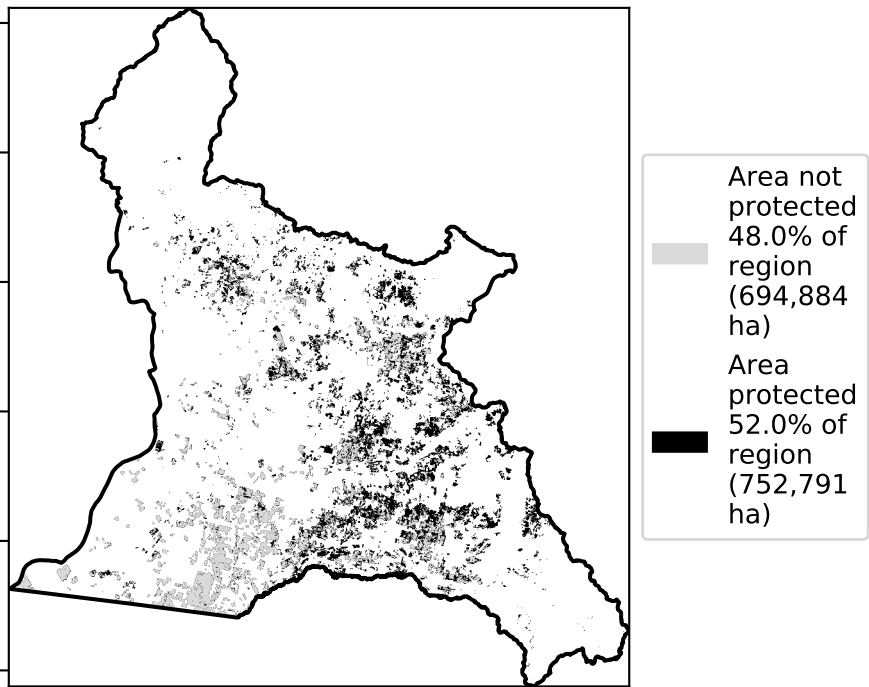 Area not
protected
48.0% of
region
(694,884
ha)
Area
protected
52.0% of
region
(752,791
ha)